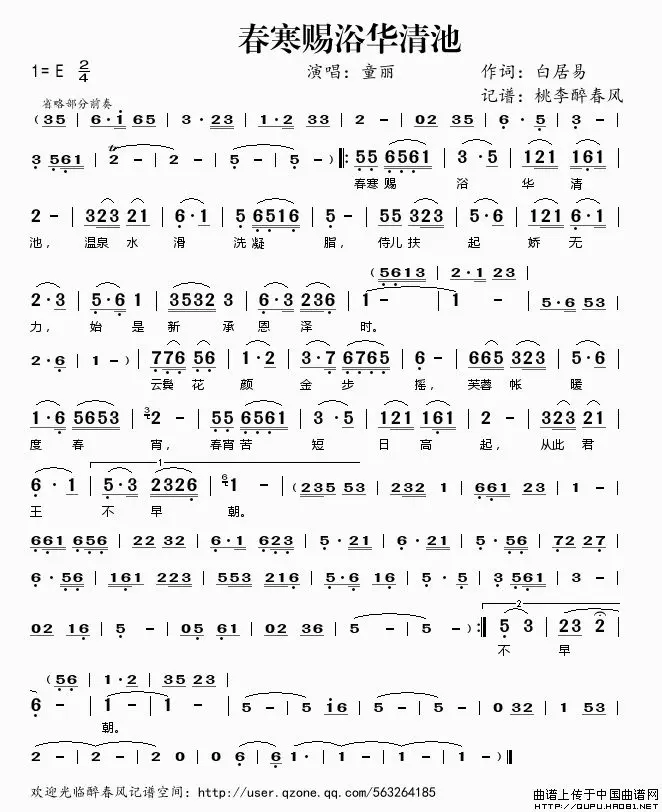 春寒赐浴华清池
1=E 2/4 演唱：童丽 作词：白居易
记谱：桃李醉春风
省略部分前奏
(35 | 6·i 65 | 3·23 | 1·2 33 | 2 - | 02 35 | 6·5 | 3 - |
3 561 | 2 - | 2 - | 5 - | 5 - ) ‖: 55 6561 | 3·5 | 121 161 |
春寒 赐 浴 华 清
2 - | 323 21 | 6·1 | 5 6516 | 5 - | 55 323 | 5·6 | 121 6·1 |
池， 温泉 水 滑 洗 凝 脂， 侍儿 扶 起 娇 无
(5613 | 2·1 23 |
2·3 | 5·6 1 | 3532 3 | 6·3 236 | 1 - | 1 - | 5·6 53 |
力， 始 是 新 承 恩 泽 时。
2·6 | 1 - ) | 776 56 | 1·2 | 3·7 6765 | 6 - | 665 323 | 5·6 |
云鬓 花 颜 金 步 摇， 芙蓉 帐 暖
1·6 5653 | 3 2 - | 55 6561 | 3·5 | 121 161 | 2 - | 323 21 |
度 春 宵， 春宵 苦 短 日 高 起， 从此 君
1
6·1 | 5·3 2326 | 6 1 - | (235 53 | 232 1 | 661 23 | 1 - |
王 不 早 朝。
661 656 | 22 32 | 6·1 623 | 5·21 | 6·21 | 5·56 | 72 27 |
6·56 | 161 223 | 553 216 | 5·6 16 | 5·5 | 3 561 | 3 - |
02 16 | 5 - | 05 61 | 02 36 | 5 - | 5 - ) :‖ 5 3 | 23 2 |
2
不 早
(56 | 1·2 | 35 23 |
6 - | 1 - | 1 - | 5 - | 5 i6 | 5 - | 5 - | 0 32 | 1 53 |
朝。
2 - | 2 - | 2 0 | 0 6 | 6 1 | 1 - | 1 - )‖
欢迎光临醉春风记谱空间：http://user.qzone.qq.com/563264185
曲谱上传于中国曲谱网
HTTP://QUPU.HAO81.NET